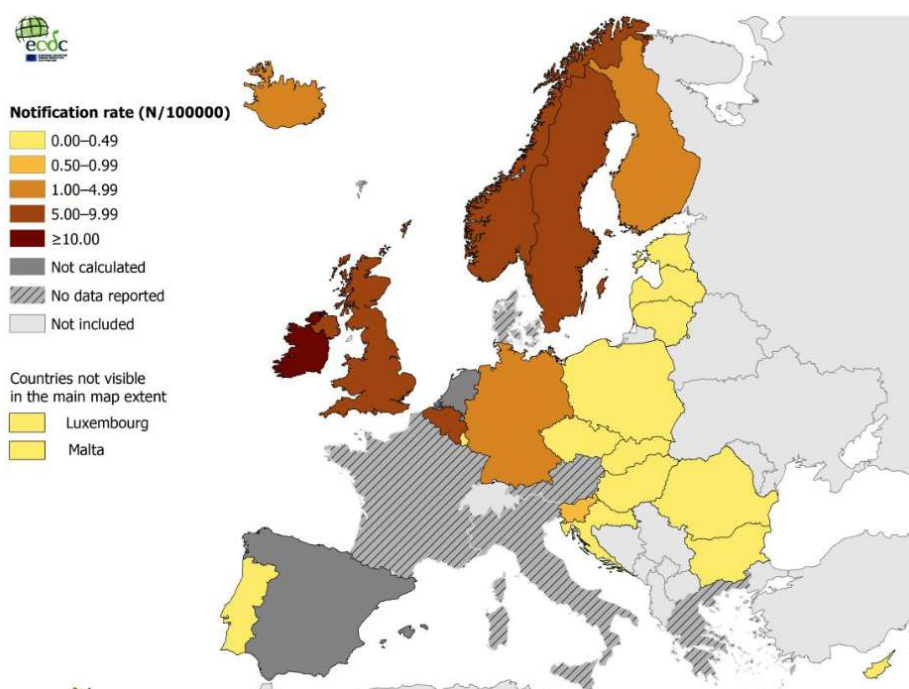 ecdc
Notification rate (N/100000)
0.00–0.49
0.50–0.99
1.00–4.99
5.00–9.99
≥10.00
Not calculated
No data reported
Not included
Countries not visible
in the main map extent
Luxembourg
Malta